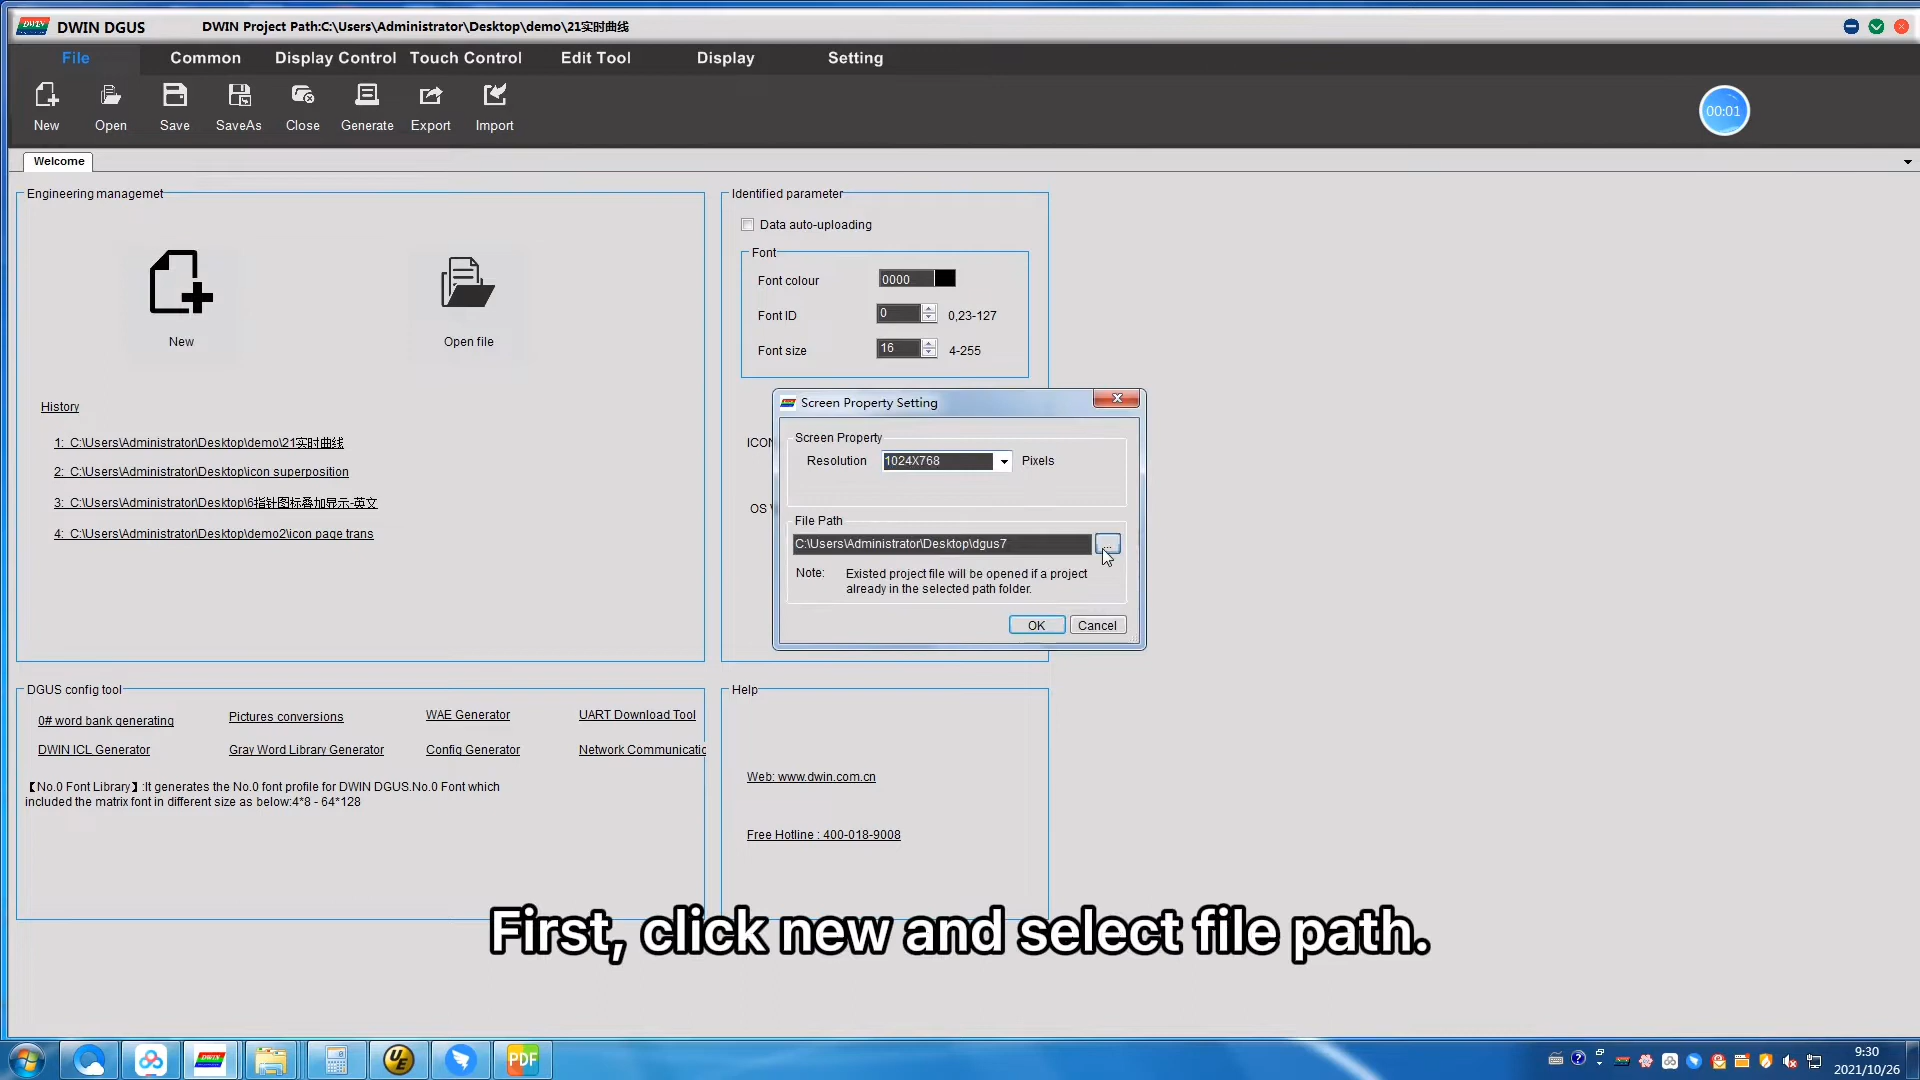 DWIN DGUS
DWIN Project Path:C:\Users\Administrator\Desktop\demo\21实时曲线
File
Common
Display Control
Touch Control
Edit Tool
Display
Setting
New
Open
Save
SaveAs
Close
Generate
Export
Import
00:01
Welcome
Engineering managemet
New
Open file
History
1: C:\Users\Administrator\Desktop\demo\21实时曲线
2: C:\Users\Administrator\Desktop\icon superposition
3: C:\Users\Administrator\Desktop\6指针图标叠加显示-英文
4: C:\Users\Administrator\Desktop\demo2\icon page trans
Identified parameter
Data auto-uploading
Font
Font colour
0000
Font ID
0
0,23-127
Font size
16
4-255
ICON
OS
Screen Property Setting
Screen Property
Resolution
1024X768
Pixels
File Path
C:\Users\Administrator\Desktop\dgus7
...
Note:
Existed project file will be opened if a project
already in the selected path folder.
OK
Cancel
DGUS config tool
0# word bank generating
Pictures conversions
WAE Generator
UART Download Tool
DWIN ICL Generator
Gray Word Library Generator
Config Generator
Network Communicatio
【No.0 Font Library】:It generates the No.0 font profile for DWIN DGUS.No.0 Font which
included the matrix font in different size as below:4*8 - 64*128
Help
Web: www.dwin.com.cn
Free Hotline : 400-018-9008
First, click new and select file path.
DWIN
UE
PDF
9:30
2021/10/26